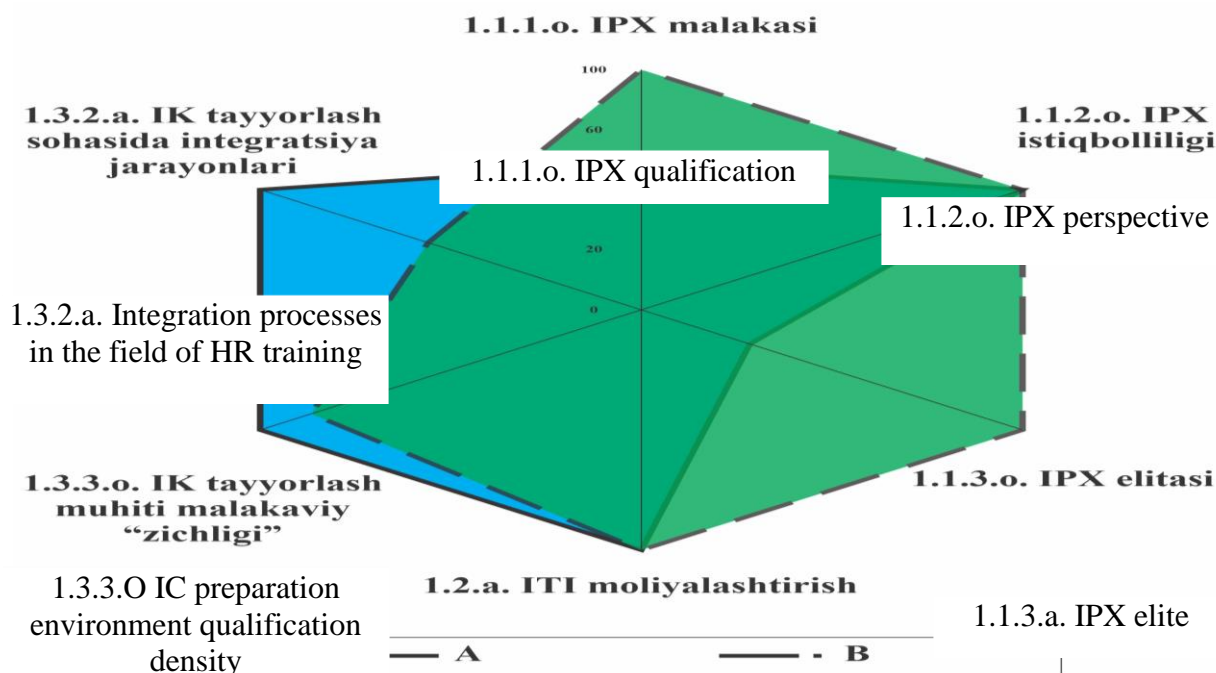 1.1.1.o. IPX malakasi
100
1.3.2.a. IK tayyorlash
sohasida integratsiya
jarayonlari
1.1.2.o. IPX
istiqbolliligi
60
1.1.1.o. IPX qualification
1.1.2.o. IPX perspective
20
0
1.3.2.a. Integration processes
in the field of HR training
1.3.3.o. IK tayyorlash
muhiti malakaviy
“zichligi”
1.1.3.o. IPX elitasi
1.2.a. ITI moliyalashtirish
1.3.3.O IC preparation
environment qualification
density
1.1.3.a. IPX elite
A
B